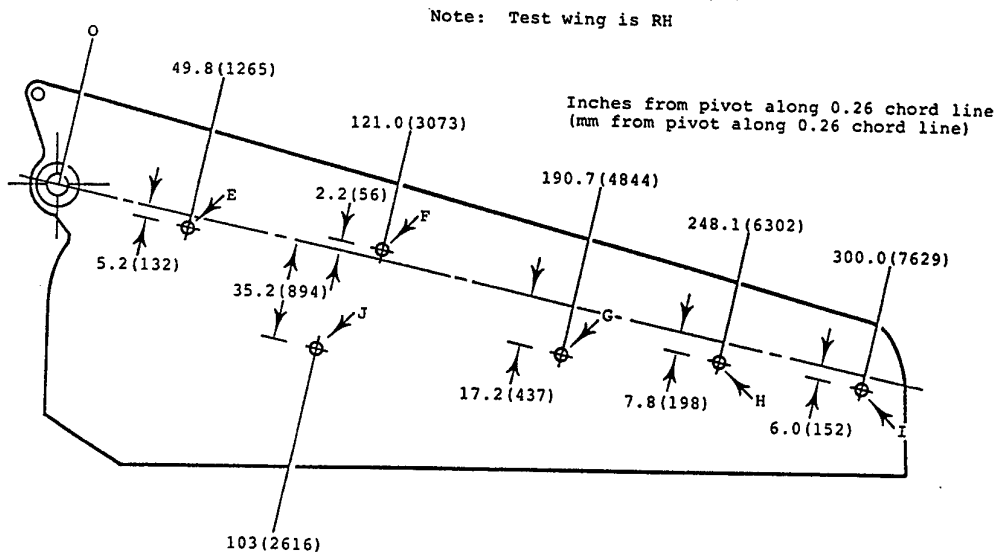 Note: Test wing is RH
O
49.8(1265)
Inches from pivot along 0.26 chord line
(mm from pivot along 0.26 chord line)
121.0(3073)
190.7(4844)
2.2(56)
E
F
248.1(6302)
300.0(7629)
5.2(132)
35.2(894)
J
G
17.2(437)
7.8(198)
H
6.0(152)
I
103(2616)